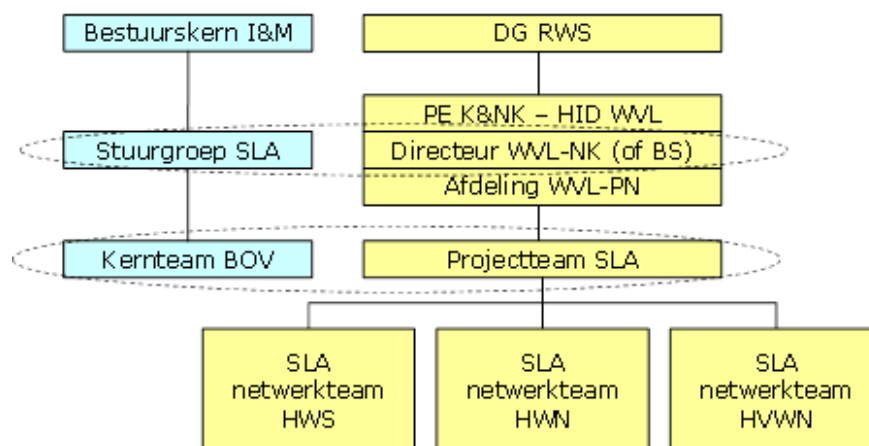 Bestuurskern I&M
DG RWS
PE K&NK – HID WVL
Stuurgroep SLA
Directeur WVL-NK (of BS)
Afdeling WVL-PN
Kernteam BOV
Projectteam SLA
SLA
netwerkteam
HWS
SLA
netwerkteam
HWN
SLA
netwerkteam
HVWN